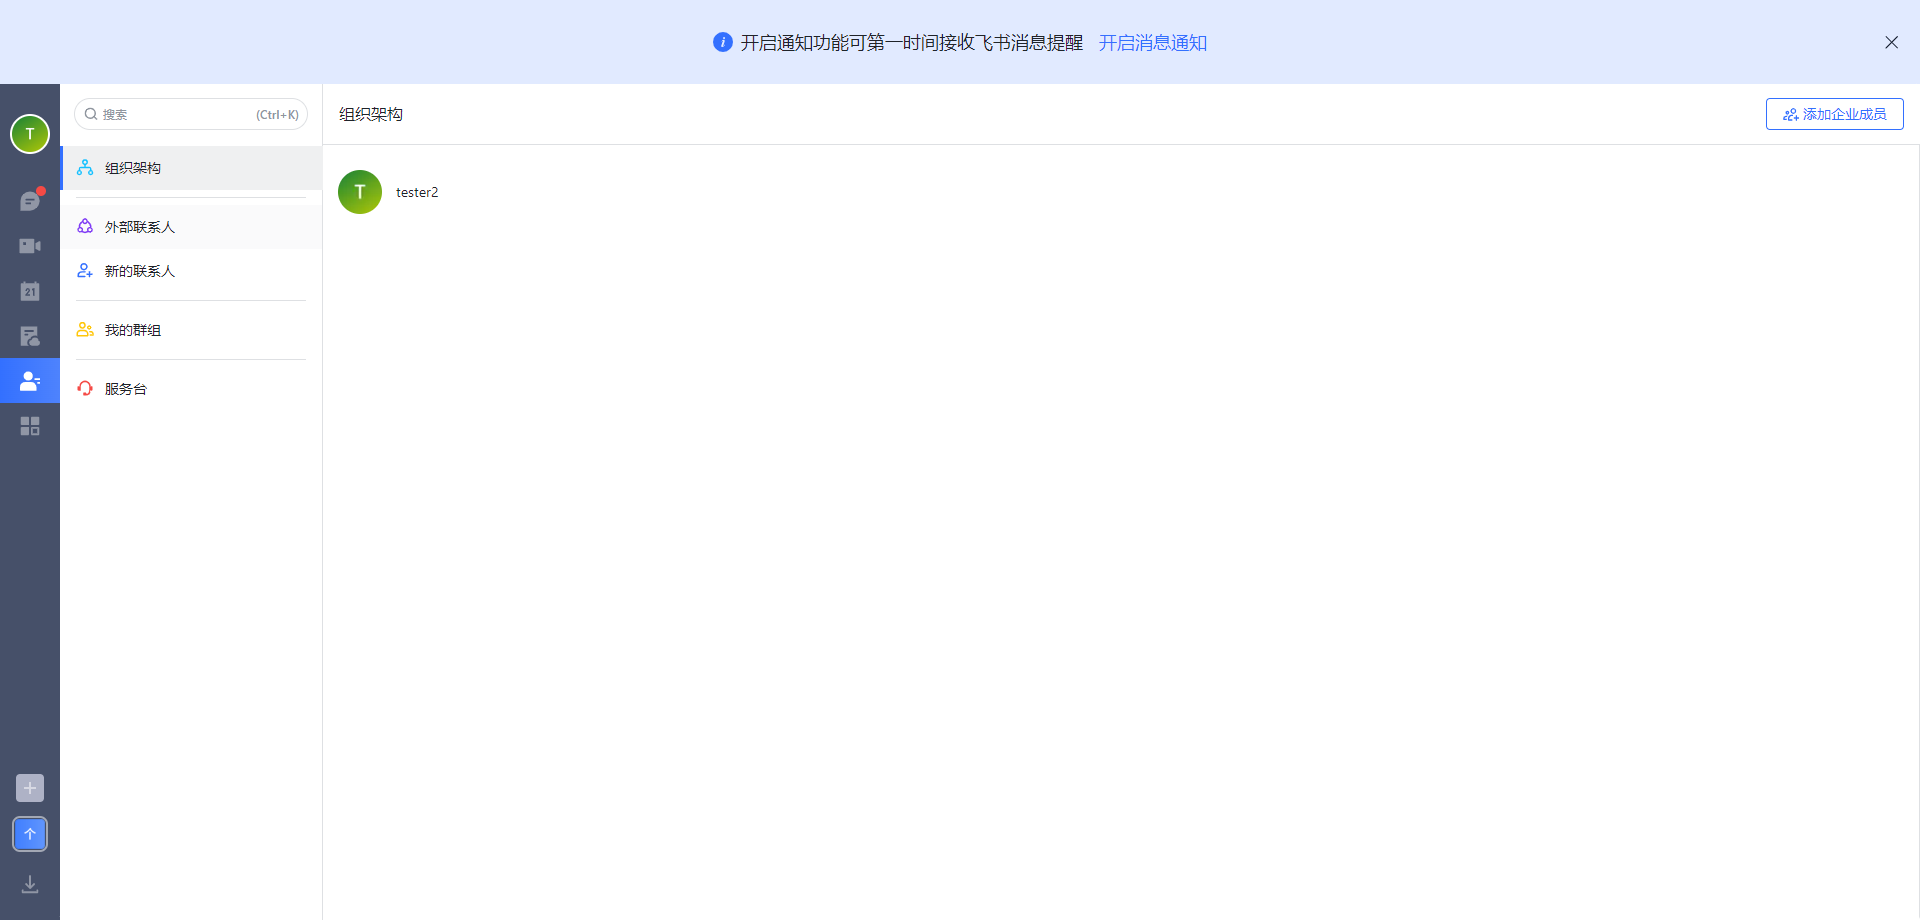 开启通知功能可第一时间接收飞书消息提醒 开启消息通知
T
21
个
搜索 (Ctrl+K)
组织架构
外部联系人
新的联系人
我的群组
服务台
组织架构
添加企业成员
T
tester2